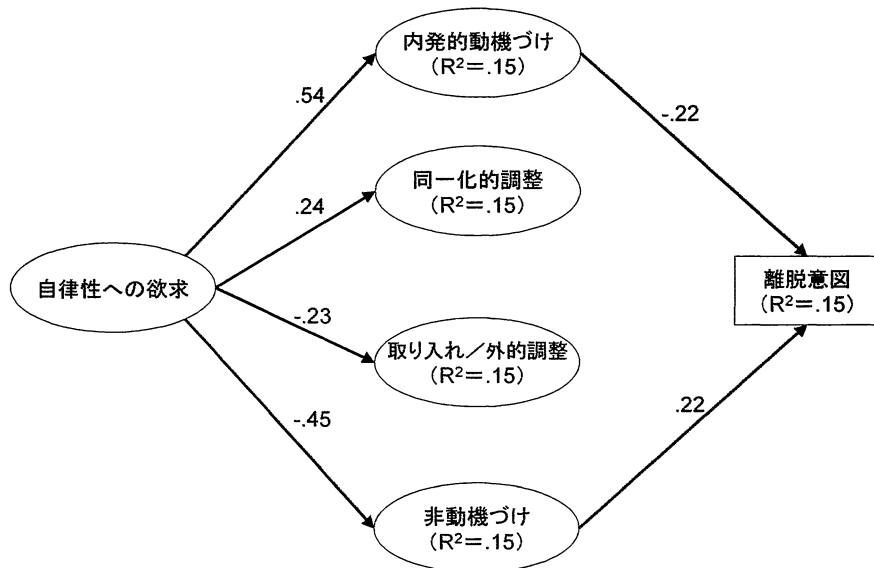 内発的動機づけ
（R²＝.15）
.54
-.22
同一化的調整
（R²＝.15）
.24
自律性への欲求
離脱意図
（R²＝.15）
-.23
取り入れ／外的調整
（R²＝.15）
-.45
.22
非動機づけ
（R²＝.15）